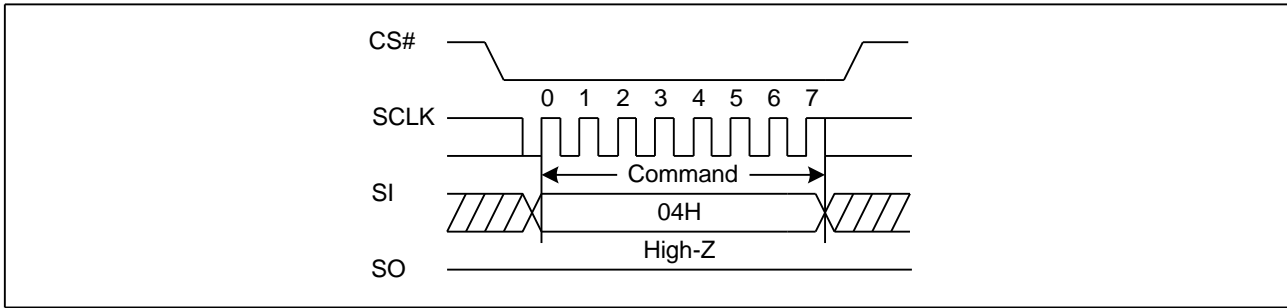 CS#
0 1 2 3 4 5 6 7
SCLK
Command
SI
04H
High-Z
SO